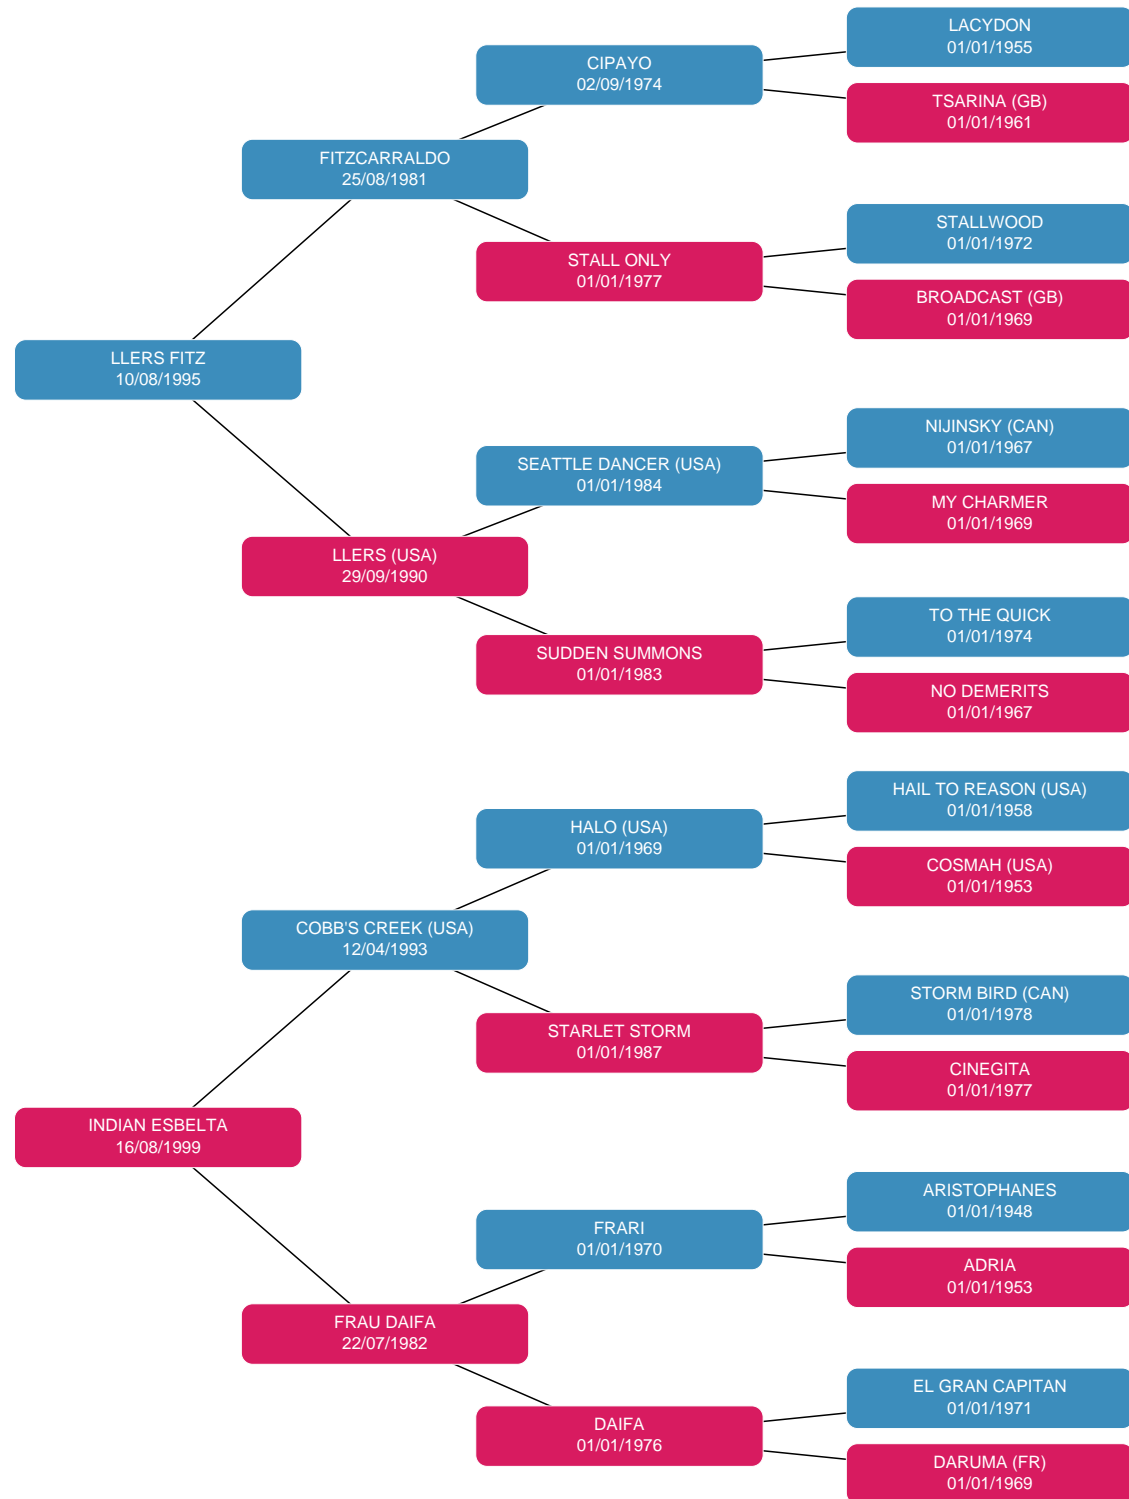 LACYDON
01/01/1955
CIPAYO
02/09/1974
TSARINA (GB)
01/01/1961
FITZCARRALDO
25/08/1981
STALLWOOD
01/01/1972
STALL ONLY
01/01/1977
BROADCAST (GB)
01/01/1969
LLERS FITZ
10/08/1995
NIJINSKY (CAN)
01/01/1967
SEATTLE DANCER (USA)
01/01/1984
MY CHARMER
01/01/1969
LLERS (USA)
29/09/1990
TO THE QUICK
01/01/1974
SUDDEN SUMMONS
01/01/1983
NO DEMERITS
01/01/1967
HAIL TO REASON (USA)
01/01/1958
HALO (USA)
01/01/1969
COSMAH (USA)
01/01/1953
COBB'S CREEK (USA)
12/04/1993
STORM BIRD (CAN)
01/01/1978
STARLET STORM
01/01/1987
CINEGITA
01/01/1977
INDIAN ESBELTA
16/08/1999
ARISTOPHANES
01/01/1948
FRARI
01/01/1970
ADRIA
01/01/1953
FRAU DAIFA
22/07/1982
EL GRAN CAPITAN
01/01/1971
DAIFA
01/01/1976
DARUMA (FR)
01/01/1969